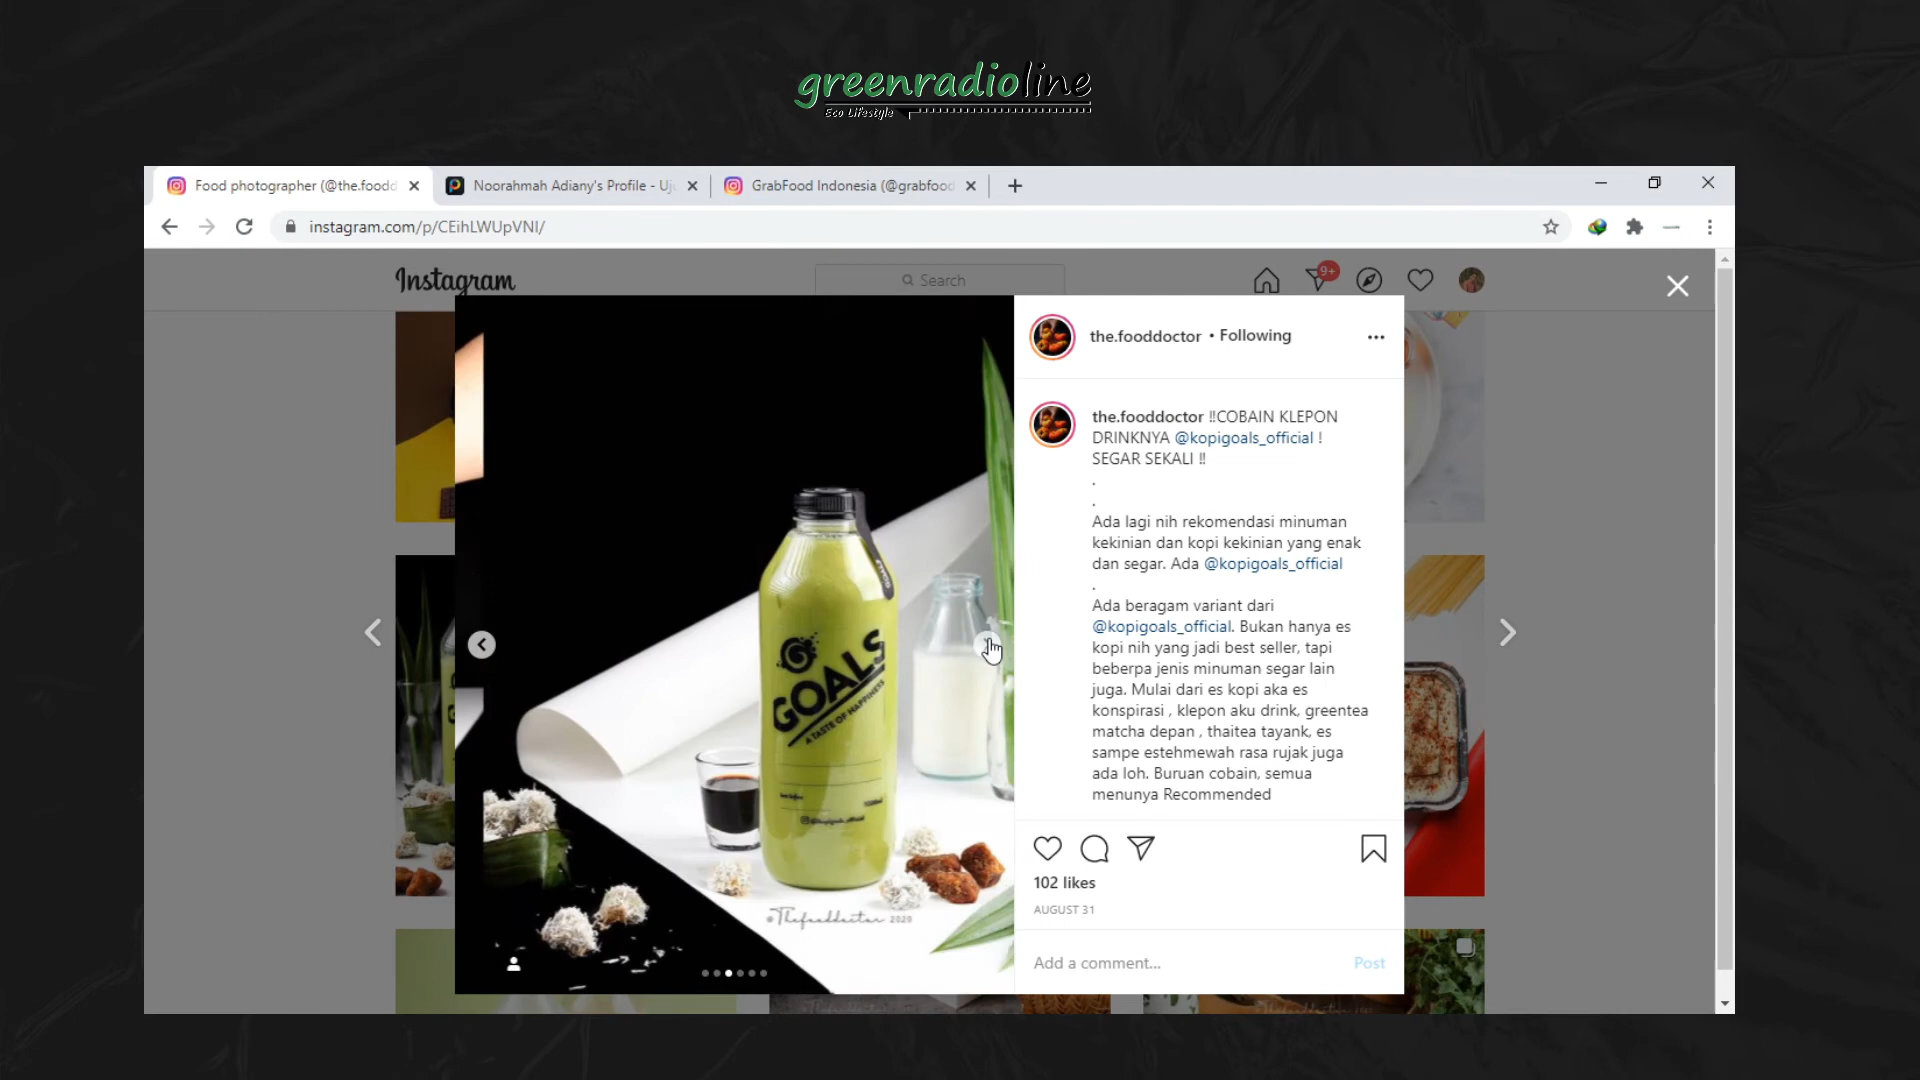 greenradioline
Eco Lifestyle
Food photographer (@the.foodd
Noorahmah Adiany's Profile - Uj
GrabFood Indonesia (@grabfood
instagram.com/p/CEihLWUpVNI/
Instagram
Search
9+
the.fooddoctor • Following
the.fooddoctor ‼COBAIN KLEPON
DRINKNYA @kopigoals_official !
SEGAR SEKALI ‼
.
.
Ada lagi nih rekomendasi minuman
kekinian dan kopi kekinian yang enak
dan segar. Ada @kopigoals_official
.
Ada beragam variant dari
@kopigoals_official. Bukan hanya es
kopi nih yang jadi best seller, tapi
beberpa jenis minuman segar lain
juga. Mulai dari es kopi aka es
konspirasi , klepon aku drink, greentea
matcha depan , thaitea tayank, es
sampe estehmewah rasa rujak juga
ada loh. Buruan cobain, semua
menunya Recommended
102 likes
AUGUST 31
Add a comment...
Post
GOALS
A TASTE OF HAPPINESS
@kopigoals_official
©Thefooddoctor 2020